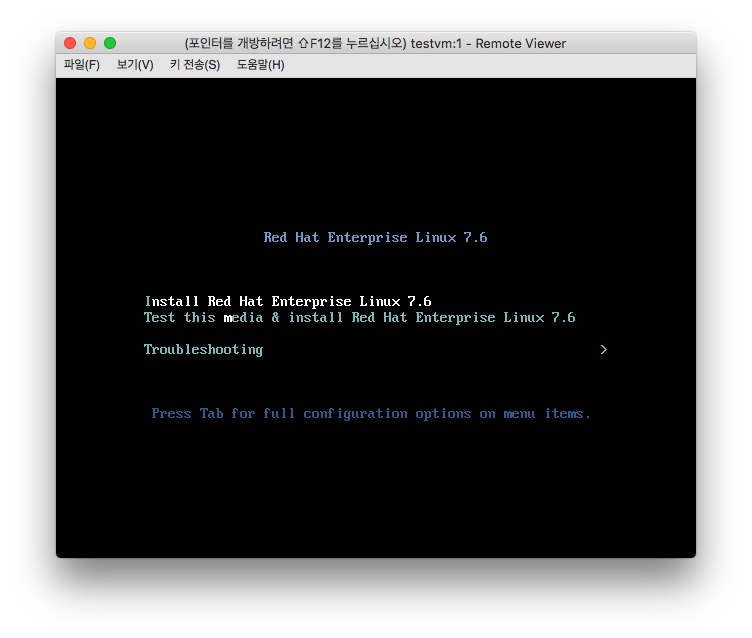 (포인터를 개방하려면 ⇧F12를 누르십시오) testvm:1 - Remote Viewer
파일(F) 보기(V) 키 전송(S) 도움말(H)
Red Hat Enterprise Linux 7.6
Install Red Hat Enterprise Linux 7.6
Test this media & install Red Hat Enterprise Linux 7.6
Troubleshooting >
Press Tab for full configuration options on menu items.